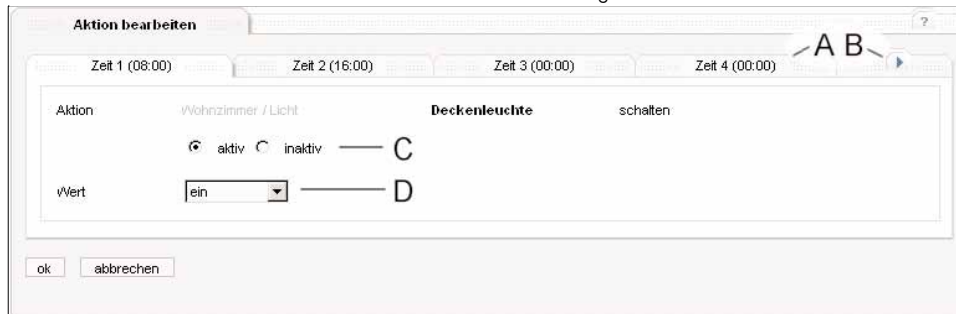 Aktion bearbeiten ?
A B
Zeit 1 (08:00) Zeit 2 (16:00) Zeit 3 (00:00) Zeit 4 (00:00)
Aktion Wohnzimmer / Licht Deckenleuchte schalten
aktiv inaktiv C
Wert ein D
ok abbrechen